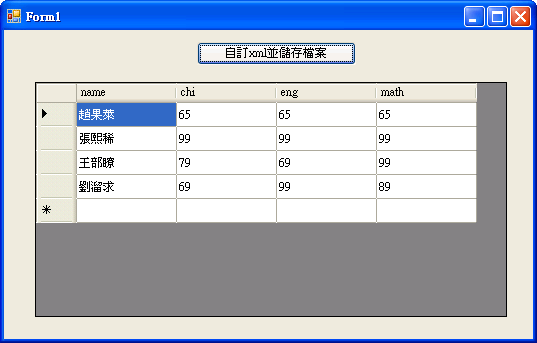 Form1
自訂xml並儲存檔案
name chi eng math
趙果萊 65 65 65
張熙稀 99 99 99
王部瞭 79 69 99
劉溜求 69 99 89